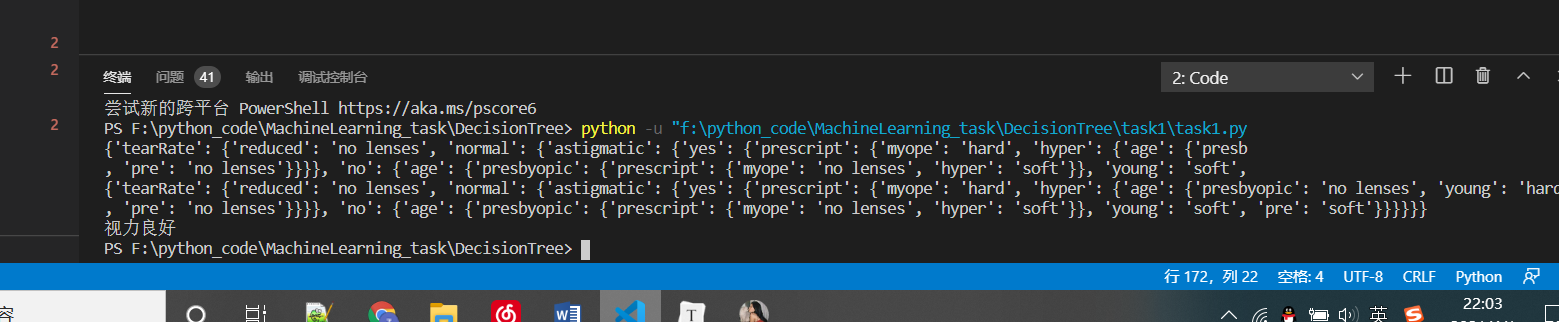 2
2
2
终端 问题 41 输出 调试控制台 2: Code
尝试新的跨平台 PowerShell https://aka.ms/pscore6
PS F:\python_code\MachineLearning_task\DecisionTree> python -u "f:\python_code\MachineLearning_task\DecisionTree\task1\task1.py
{'tearRate': {'reduced': 'no lenses', 'normal': {'astigmatic': {'yes': {'prescript': {'myope': 'hard', 'hyper': {'age': {'presb
, 'pre': 'no lenses'}}}}, 'no': {'age': {'presbyopic': {'prescript': {'myope': 'no lenses', 'hyper': 'soft'}}, 'young': 'soft',
{'tearRate': {'reduced': 'no lenses', 'normal': {'astigmatic': {'yes': {'prescript': {'myope': 'hard', 'hyper': {'age': {'presbyopic': 'no lenses', 'young': 'hard
, 'pre': 'no lenses'}}}}, 'no': {'age': {'presbyopic': {'prescript': {'myope': 'no lenses', 'hyper': 'soft'}}, 'young': 'soft', 'pre': 'soft'}}}}}}
视力良好
PS F:\python_code\MachineLearning_task\DecisionTree>
行 172，列 22 空格: 4 UTF-8 CRLF Python
容 W T 英 S 22:03